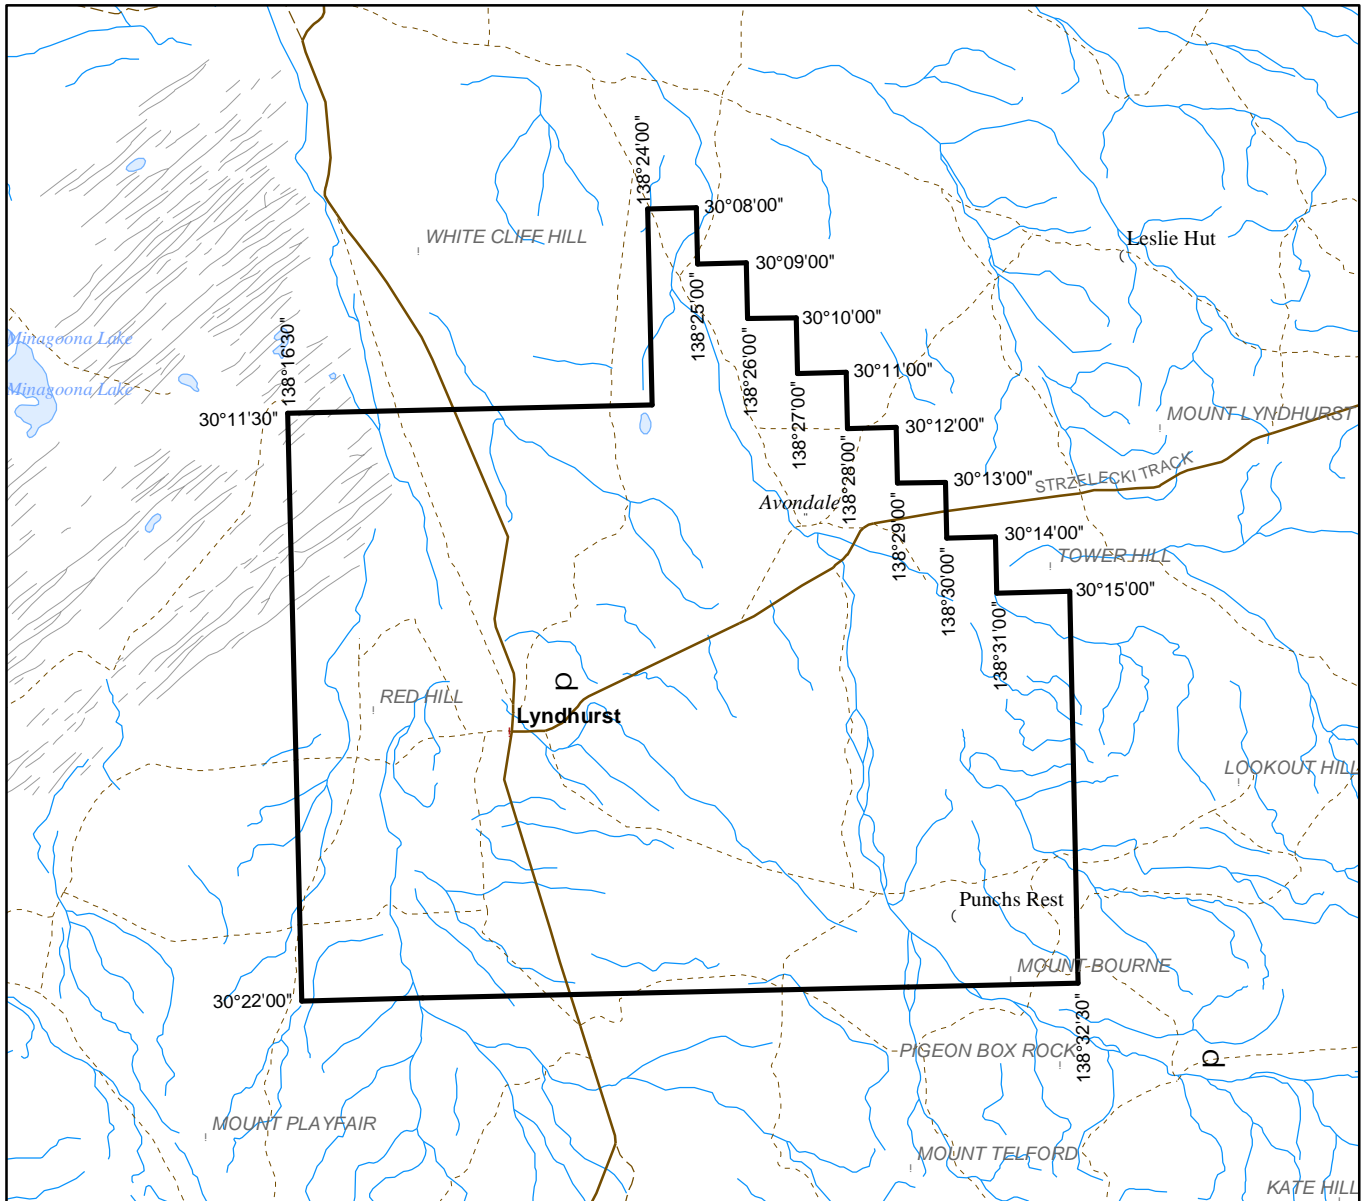 138°24'00"
30°08'00"
WHITE CLIFF HILL
Leslie Hut
30°09'00"
138°25'00"
30°10'00"
138°16'30"
Minagoona Lake
138°26'00"
30°11'00"
Minagoona Lake
138°27'00"
30°11'30"
MOUNT LYNDHURST
30°12'00"
138°28'00"
30°13'00"
STRZELECKI TRACK
Avondale
138°29'00"
30°14'00"
TOWER HILL
138°30'00"
30°15'00"
138°31'00"
RED HILL
p
Lyndhurst
LOOKOUT HILL
Punchs Rest
MOUNT BOURNE
30°22'00"
138°32'30"
PIGEON BOX ROCK
p
MOUNT PLAYFAIR
MOUNT TELFORD
KATE HILL